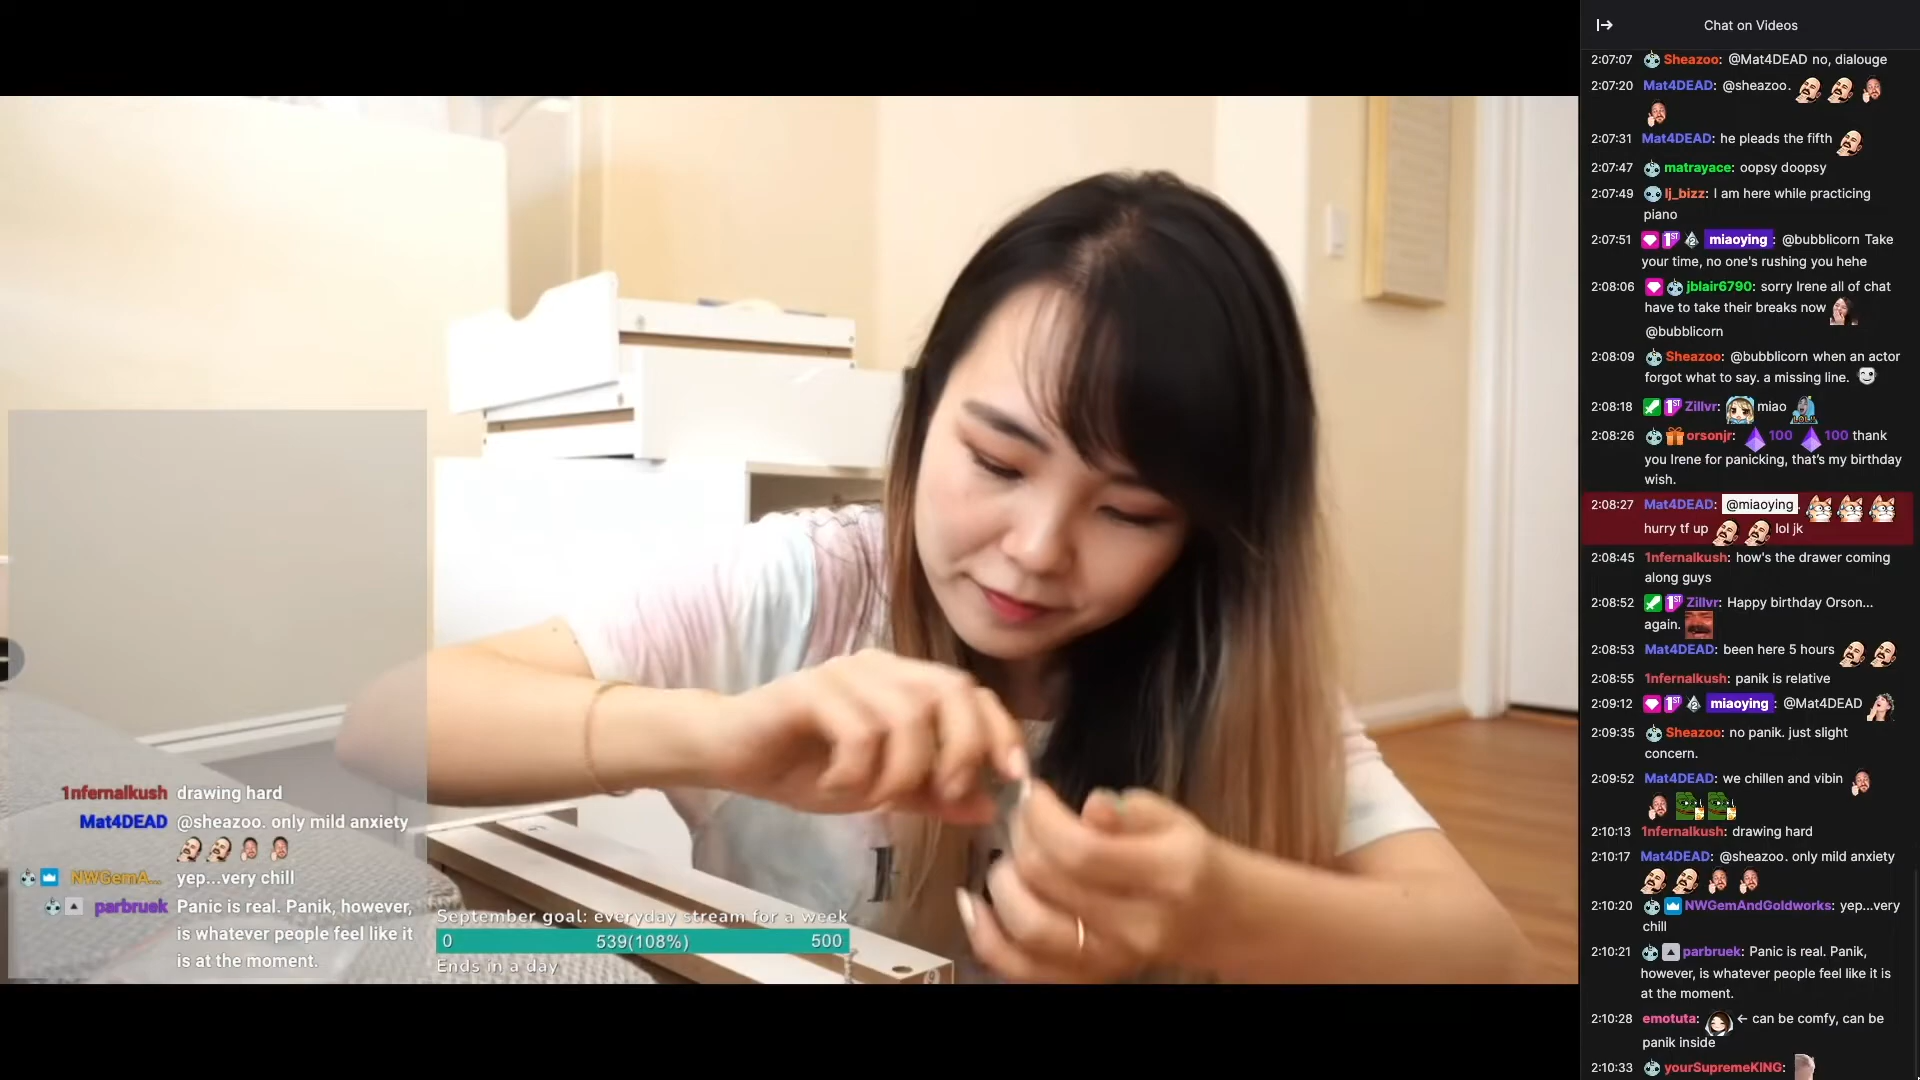 Chat on Videos
2:07:07 Sheazoo: @Mat4DEAD no, dialouge
2:07:20 Mat4DEAD: @sheazoo.
2:07:31 Mat4DEAD: he pleads the fifth
2:07:47 matrayace: oopsy doopsy
2:07:49 lj_bizz: I am here while practicing
piano
2:07:51 1ST 2 miaoying : @bubblicorn Take
your time, no one's rushing you hehe
2:08:06 jblair6790: sorry Irene all of chat
have to take their breaks now
@bubblicorn
2:08:09 Sheazoo: @bubblicorn when an actor
forgot what to say. a missing line.
2:08:18 1ST Zillvr: miao LOL
2:08:26 orsonjr: 100 100 thank
you Irene for panicking, that's my birthday
wish.
2:08:27 Mat4DEAD: @miaoying .
hurry tf up lol jk
2:08:45 1nfernalkush: how's the drawer coming
along guys
2:08:52 1ST Zillvr: Happy birthday Orson...
again.
2:08:53 Mat4DEAD: been here 5 hours
2:08:55 1nfernalkush: panik is relative
2:09:12 1ST 2 miaoying : @Mat4DEAD
2:09:35 Sheazoo: no panik. just slight
concern.
2:09:52 Mat4DEAD: we chillen and vibin
2:10:13 1nfernalkush: drawing hard
2:10:17 Mat4DEAD: @sheazoo. only mild anxiety
2:10:20 NWGemAndGoldworks: yep...very
chill
2:10:21 parbruek: Panic is real. Panik,
however, is whatever people feel like it is
at the moment.
2:10:28 emotuta: ← can be comfy, can be
panik inside
2:10:33 yourSupremeKING:
1nfernalkush drawing hard
Mat4DEAD @sheazoo. only mild anxiety
NWGemA... yep...very chill
parbruek Panic is real. Panik, however,
is whatever people feel like it
is at the moment.
September goal: everyday stream for a week
0 539(108%) 500
Ends in a day